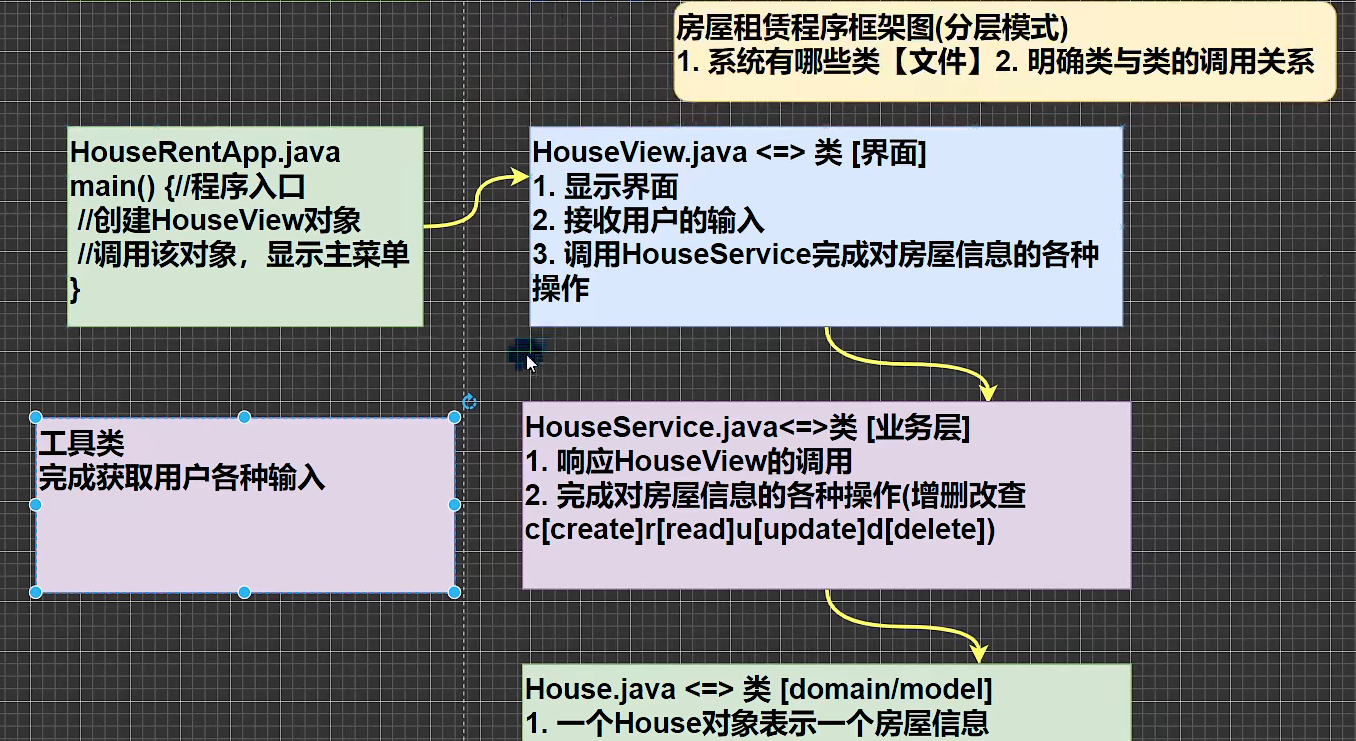 房屋租赁程序框架图(分层模式)
1. 系统有哪些类【文件】2. 明确类与类的调用关系
HouseRentApp.java
main() {//程序入口
//创建HouseView对象
//调用该对象，显示主菜单
}
HouseView.java <=> 类 [界面]
1. 显示界面
2. 接收用户的输入
3. 调用HouseService完成对房屋信息的各种
操作
工具类
完成获取用户各种输入
HouseService.java<=>类 [业务层]
1. 响应HouseView的调用
2. 完成对房屋信息的各种操作(增删改查
c[create]r[read]u[update]d[delete])
House.java <=> 类 [domain/model]
1. 一个House对象表示一个房屋信息